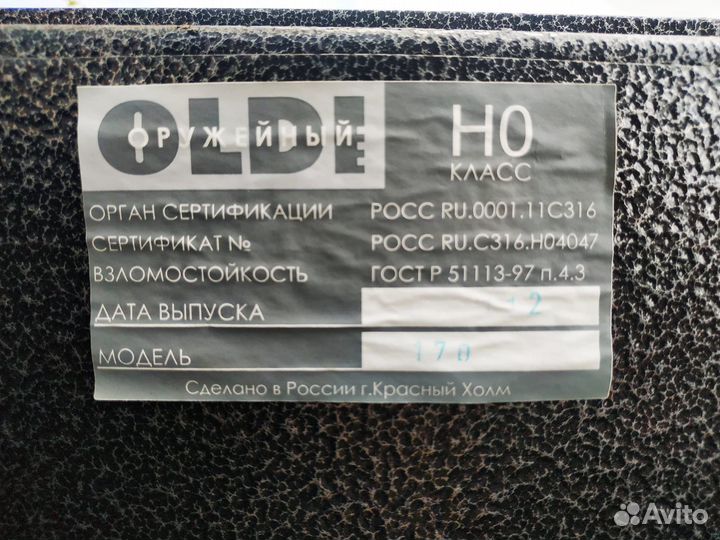 OLDI
ОРУЖЕЙНЫЙ
Н0
КЛАСС
ОРГАН СЕРТИФИКАЦИИ РОСС RU.0001.11С316
СЕРТИФИКАТ № РОСС RU.С316.Н04047
ВЗЛОМОСТОЙКОСТЬ ГОСТ Р 51113-97 п.4.3
ДАТА ВЫПУСКА 12
МОДЕЛЬ 170
Сделано в России г.Красный Холм
Avito